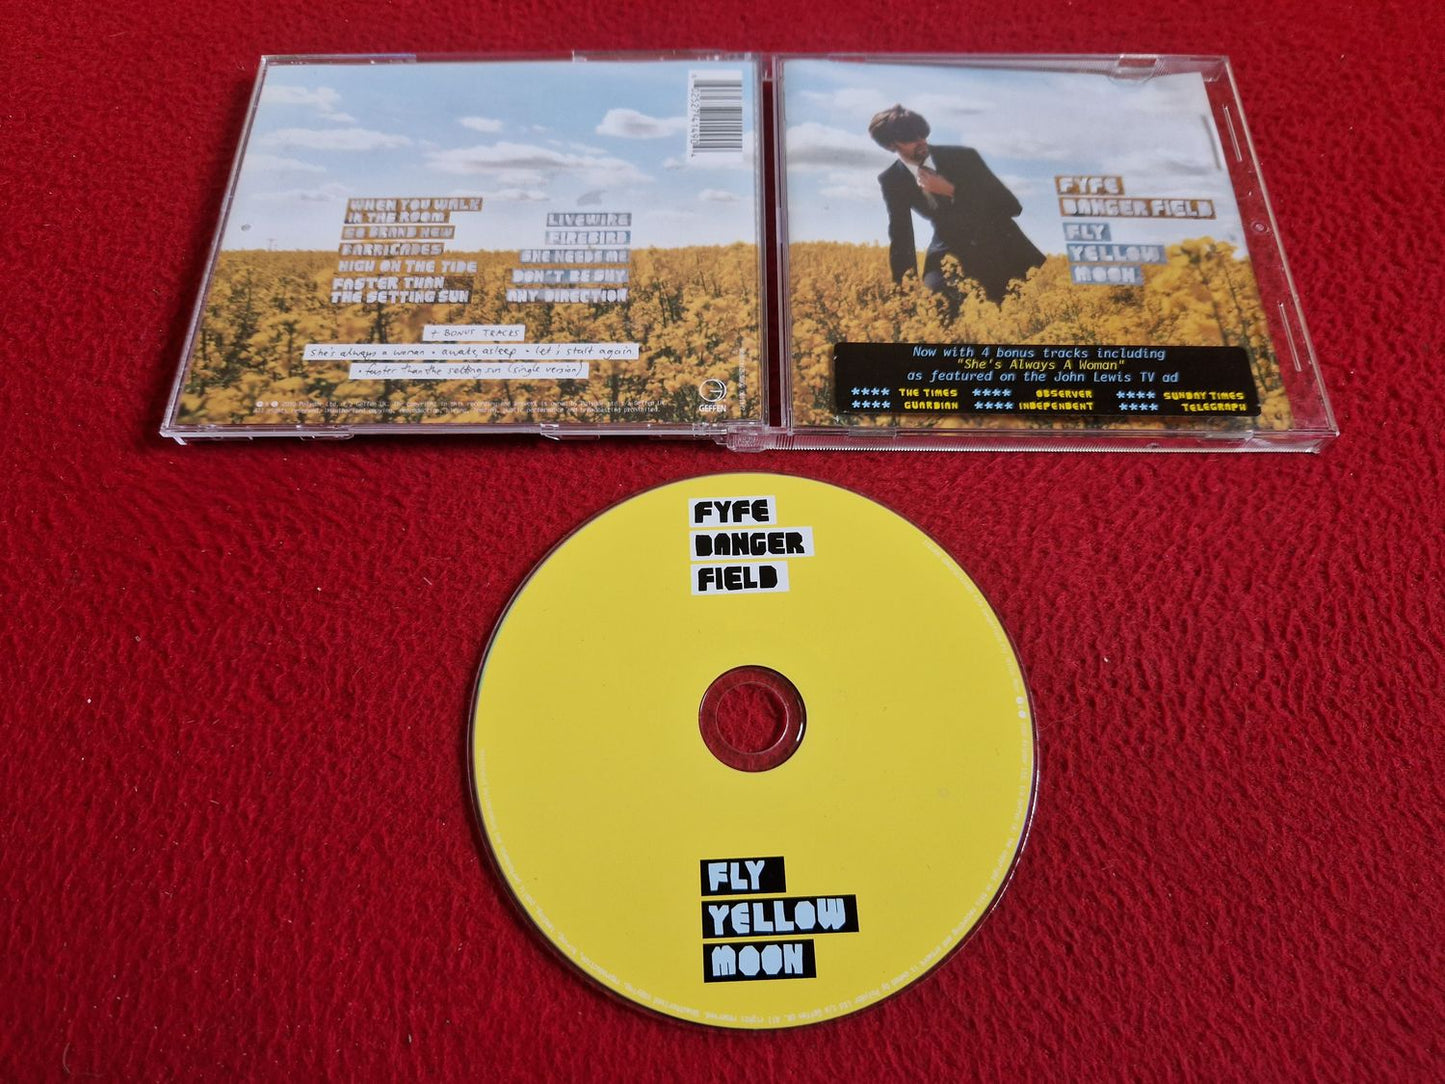 WHEN YOU WALK
IN THE ROOM
SO BRAND NEW
BARRICADES
HIGH ON THE TIDE
FASTER THAN
THE SETTING SUN
LIVEWIRE
FIREBIRD
SHE NEEDS ME
DON'T BE SHY
ANY DIRECTION
+ BONUS TRACKS
She's always a woman • awake, asleep • let's start again
• faster than the setting sun (single version)
GEFFEN
FYFE
DANGER FIELD
FLY
YELLOW
MOON
Now with 4 bonus tracks including
"She's Always A Woman"
as featured on the John Lewis TV ad
**** THE TIMES **** OBSERVER **** SUNDAY TIMES
**** GUARDIAN **** INDEPENDENT **** TELEGRAPH
FYFE
DANGER
FIELD
FLY
YELLOW
MOON